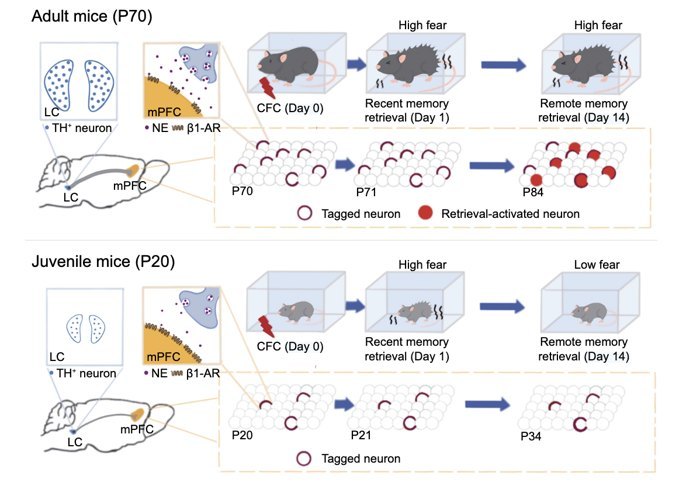 Adult mice (P70)
High fear
High fear
LC
mPFC
TH⁺ neuron
NE
β1-AR
CFC (Day 0)
Recent memory
retrieval (Day 1)
Remote memory
retrieval (Day 14)
mPFC
LC
P70
P71
P84
Tagged neuron
Retrieval-activated neuron
Juvenile mice (P20)
High fear
Low fear
LC
mPFC
TH⁺ neuron
NE
β1-AR
CFC (Day 0)
Recent memory
retrieval (Day 1)
Remote memory
retrieval (Day 14)
mPFC
LC
P20
P21
P34
Tagged neuron